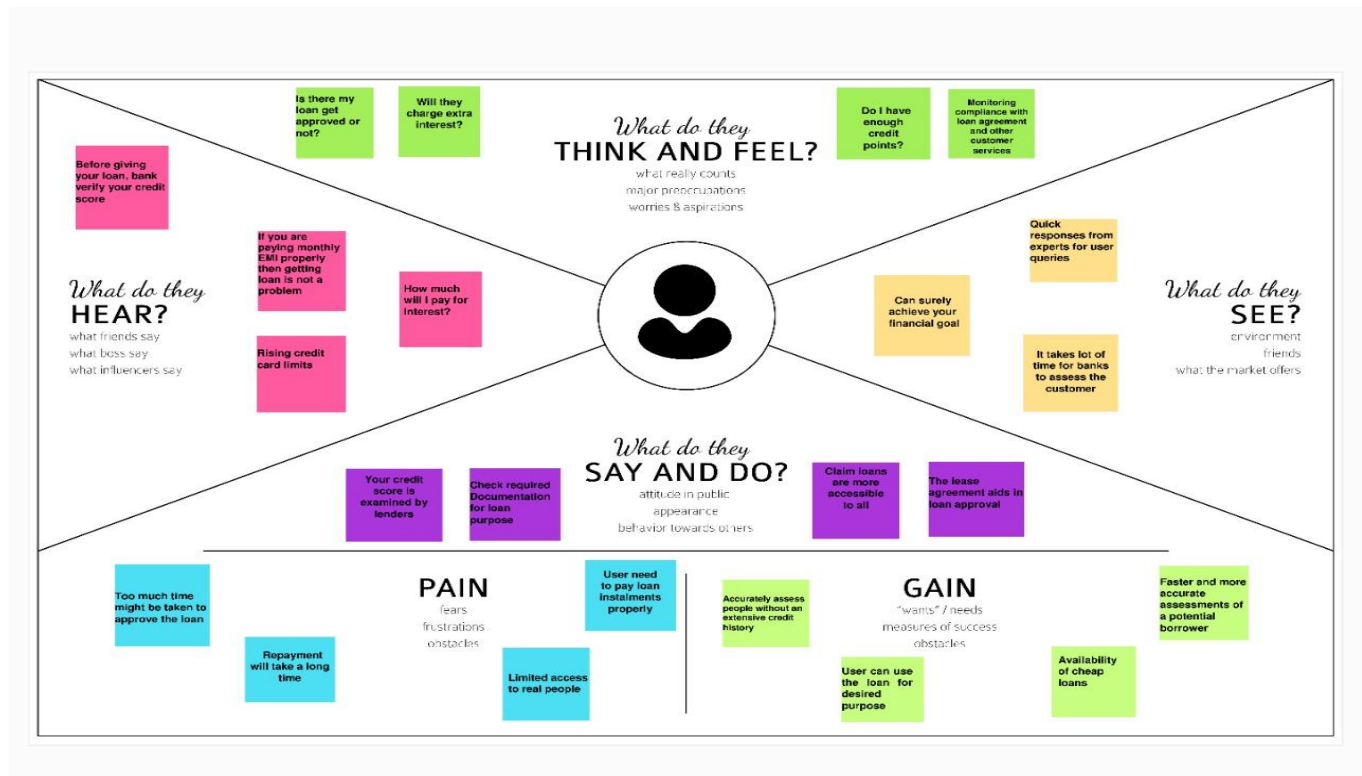 Is there my
loan get
approved or
not?
Will they
charge extra
interest?
What do they
THINK AND FEEL?
what really counts
major preoccupations
worries & aspirations
Do I have
enough
credit
points?
Monitoring
compliance with
loan agreement
and other
customer
services
Before giving
your loan, bank
verify your credit
score
If you are
paying monthly
EMI properly
then getting
loan is not a
problem
How much
will I pay for
Interest?
What do they
HEAR?
what friends say
what boss say
what influencers say
Rising credit
card limits
Quick
responses from
experts for user
queries
Can surely
achieve your
financial goal
What do they
SEE?
environment
friends
what the market offers
It takes lot of
time for banks
to assess the
customer
What do they
SAY AND DO?
attitude in public
appearance
behavior towards others
Your credit
score is
examined by
lenders
Check required
Documentation
for loan
purpose
Claim loans
are more
accessible
to all
The lease
agreement aids in
loan approval
PAIN
fears
frustrations
obstacles
Too much time
might be taken to
approve the loan
Repayment
will take a long
time
User need
to pay loan
instalments
properly
Limited access
to real people
GAIN
"wants" / needs
measures of success
obstacles
Accurately assess
people without an
extensive credit
history
User can use
the loan for
desired
purpose
Availability
of cheap
loans
Faster and more
accurate
assessments of
a potential
borrower